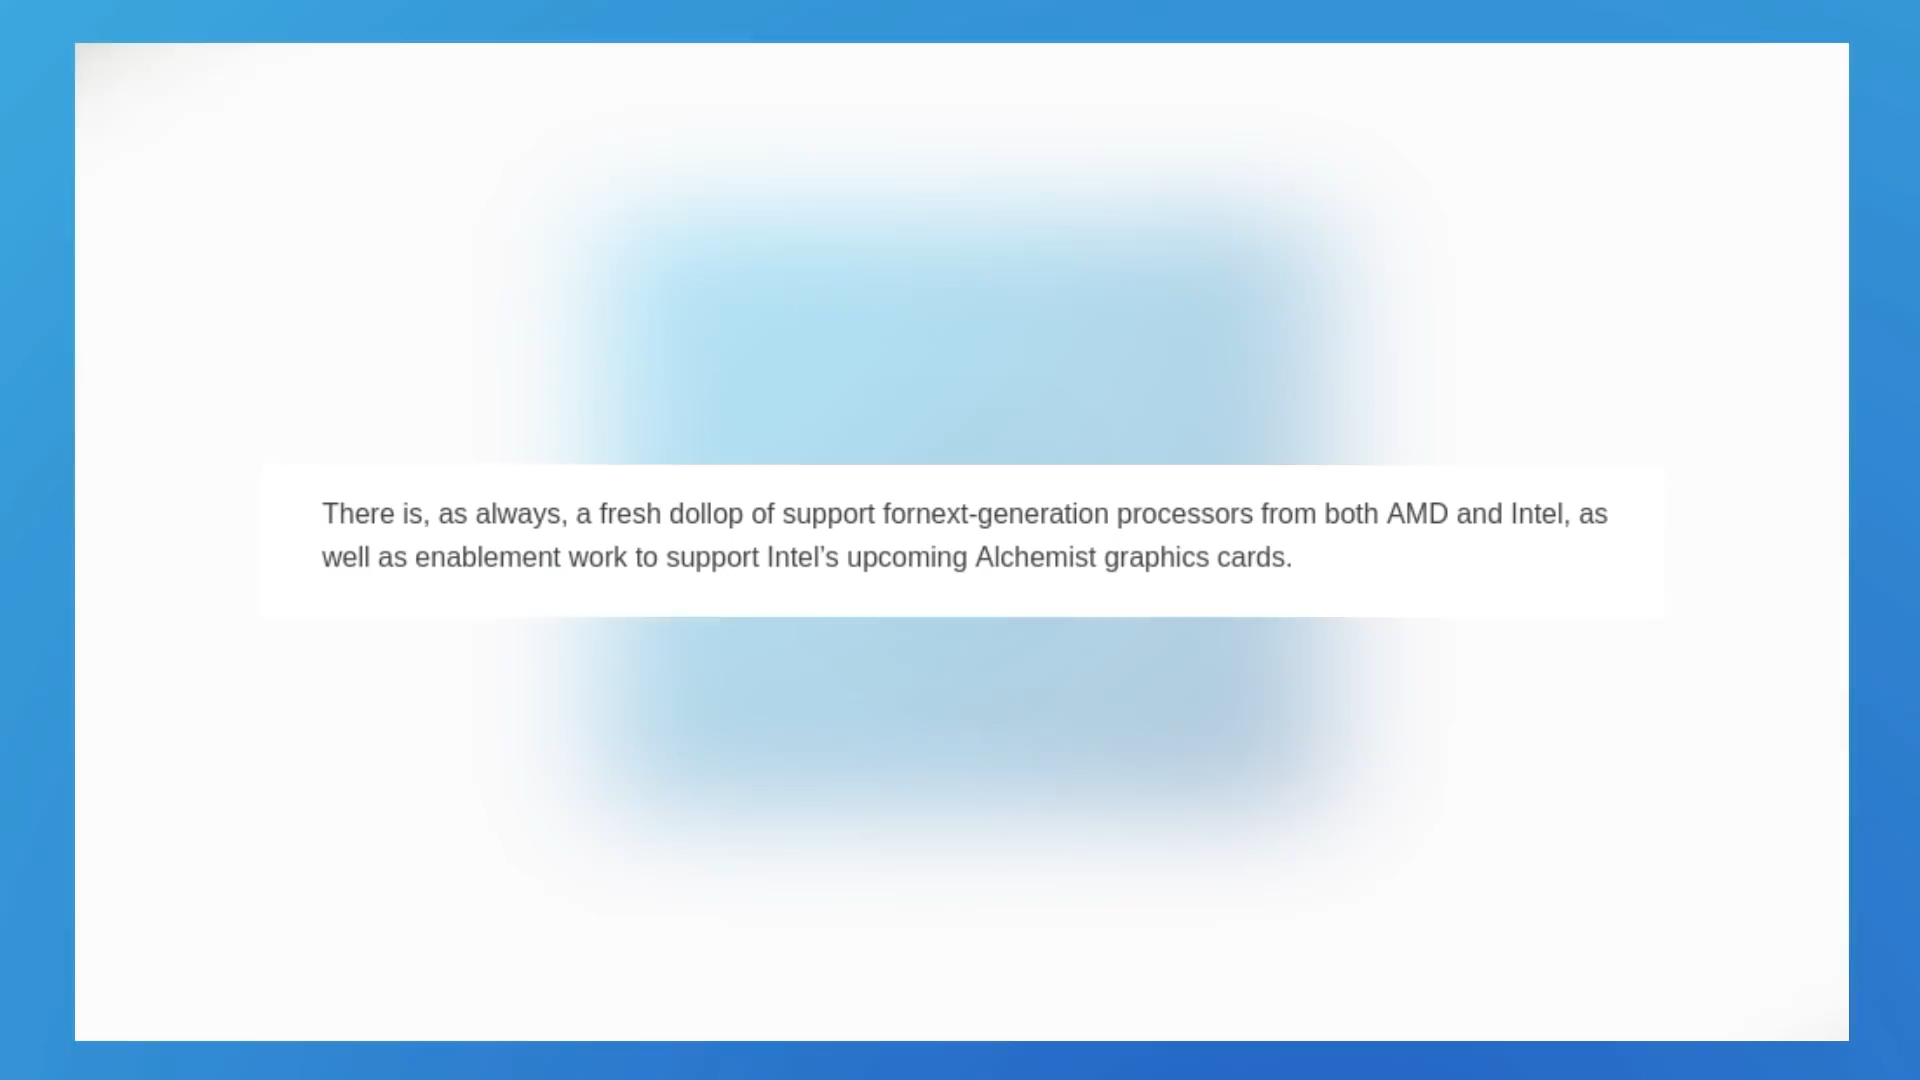 There is, as always, a fresh dollop of support fornext-generation processors from both AMD and Intel, as
well as enablement work to support Intel’s upcoming Alchemist graphics cards.